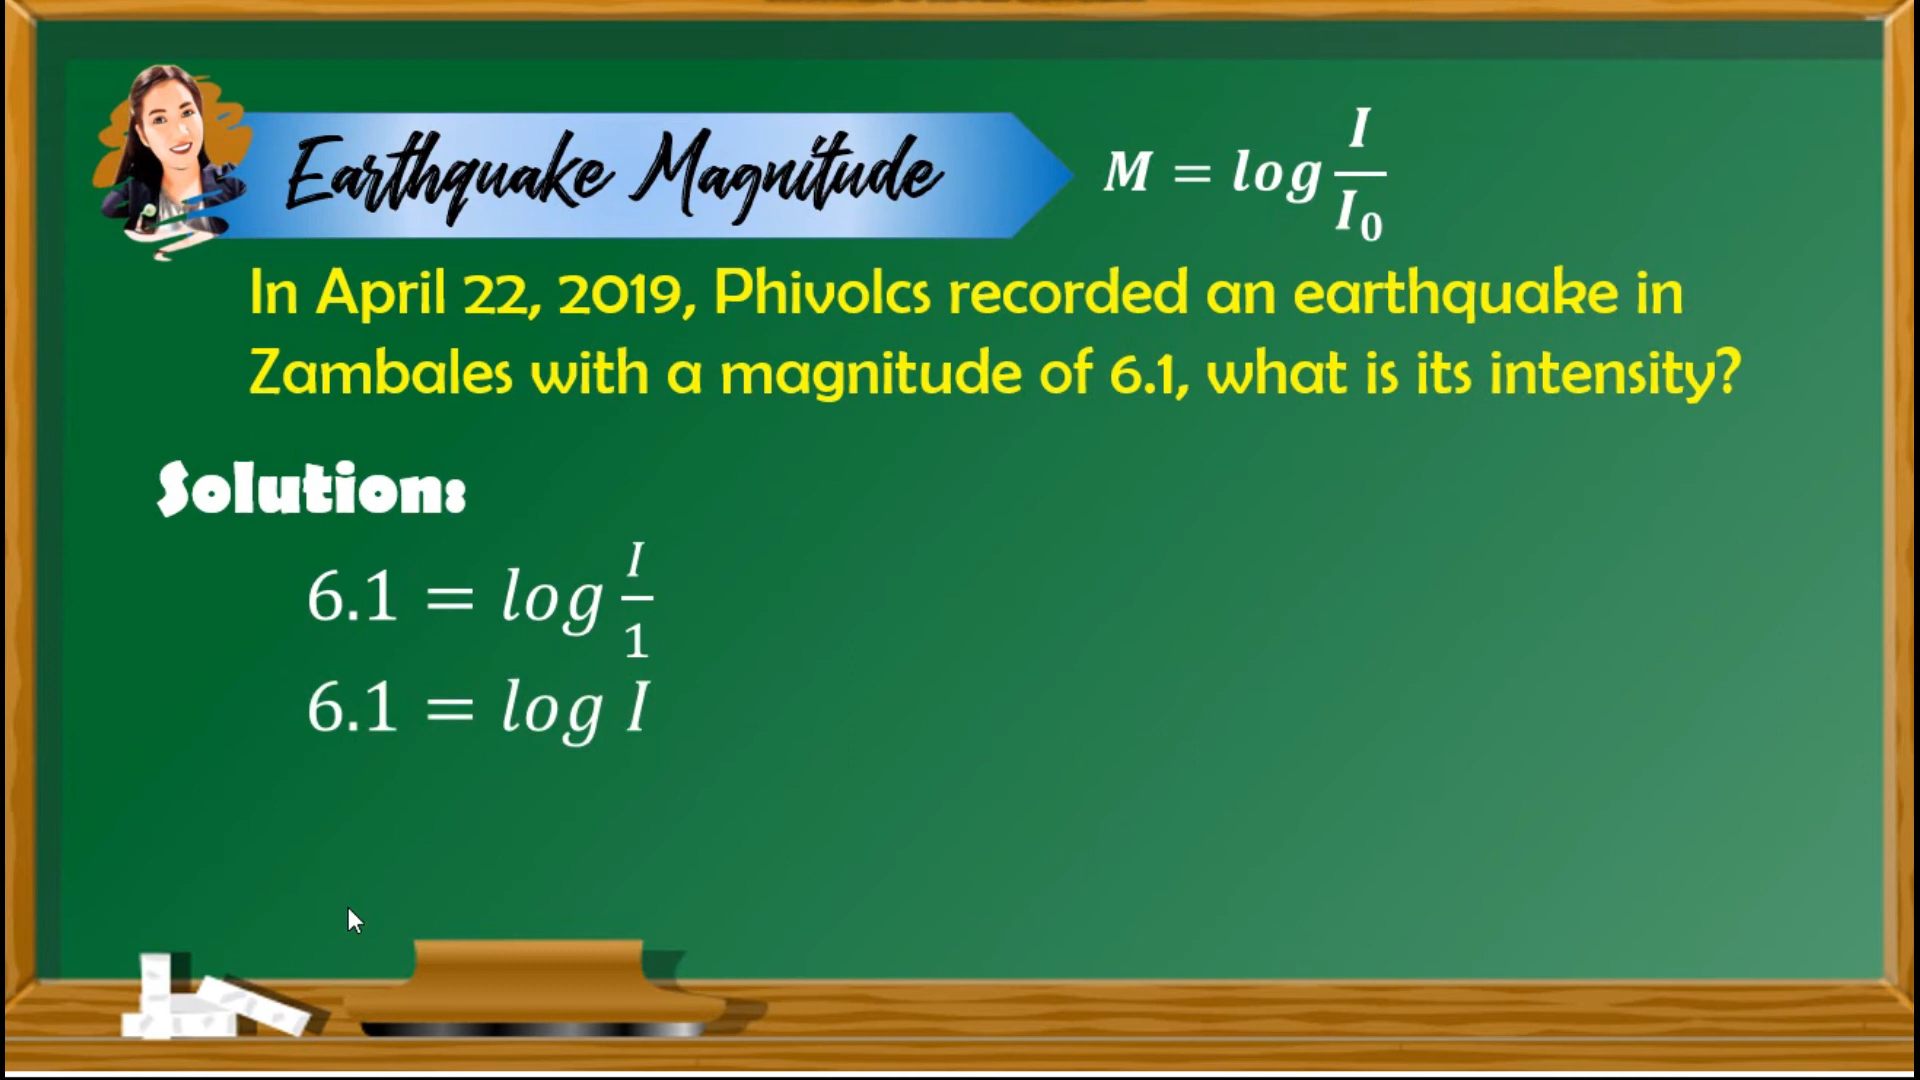 Earthquake Magnitude
M = log I/I₀
In April 22, 2019, Phivolcs recorded an earthquake in
Zambales with a magnitude of 6.1, what is its intensity?
Solution:
6.1 = log I/1
6.1 = log I